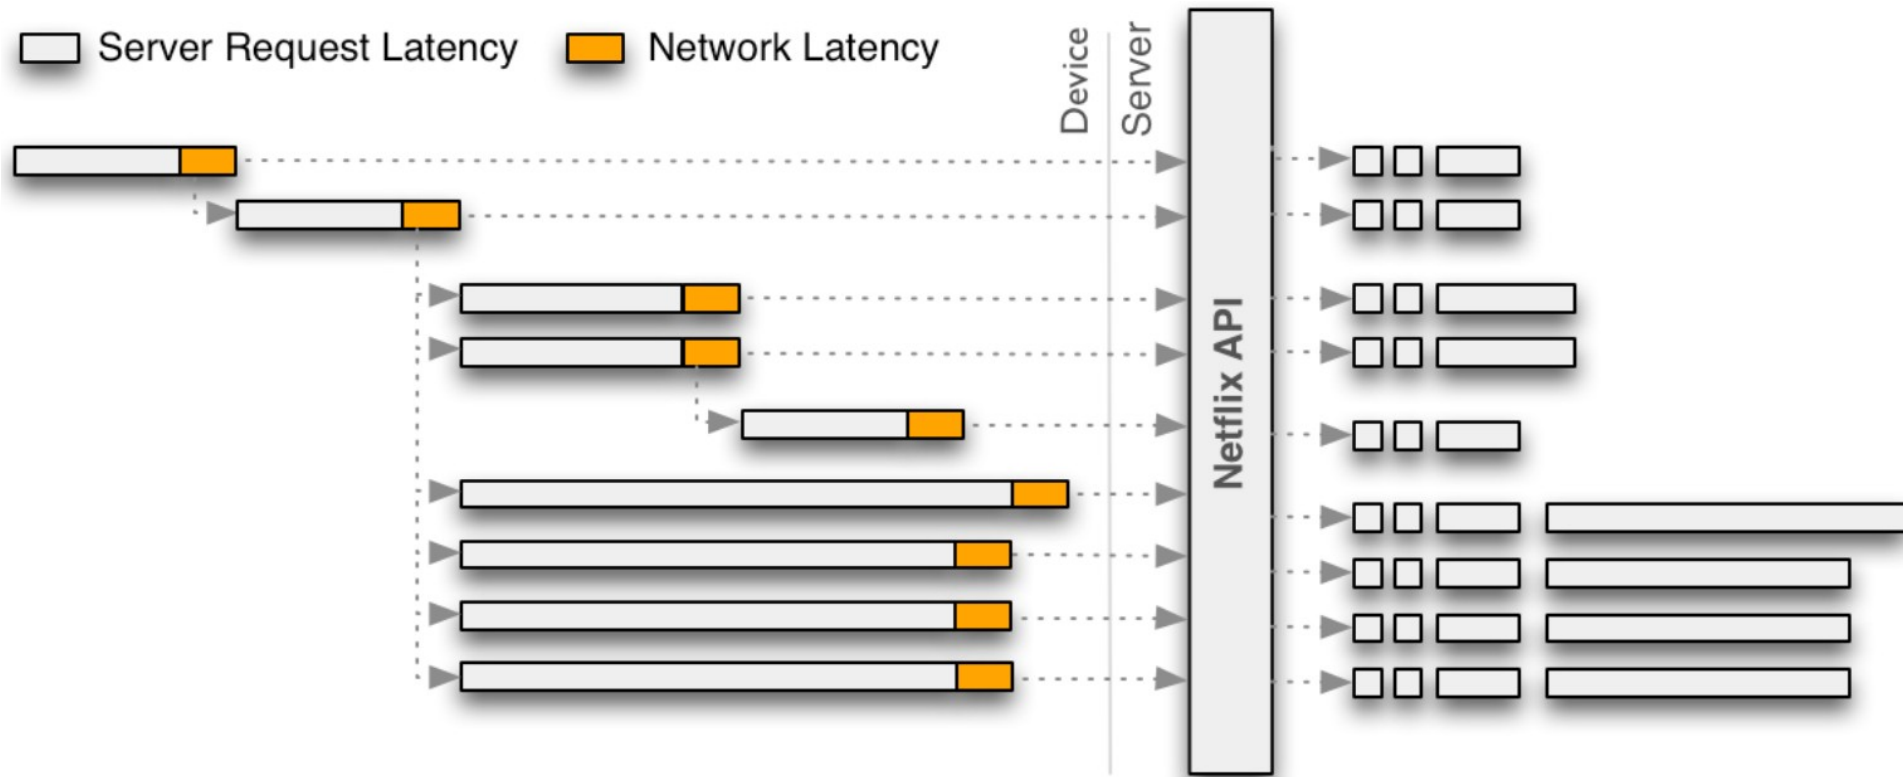 Server Request Latency
Network Latency
Device
Server
Netflix API